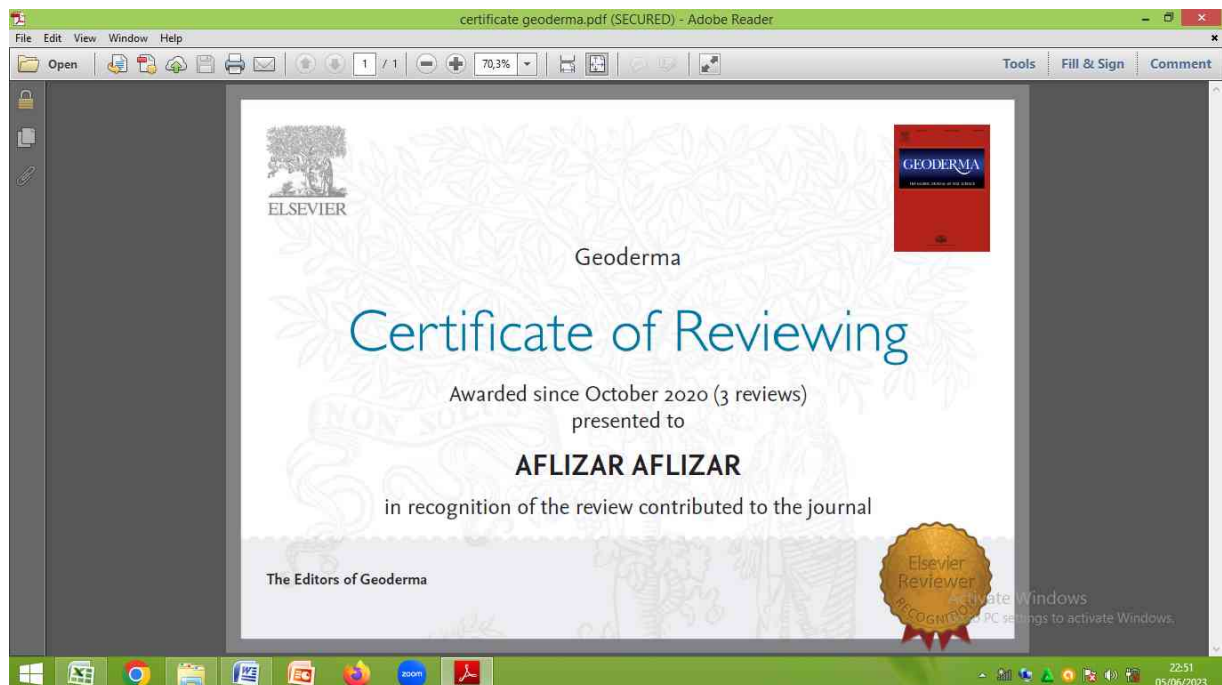 certificate geoderma.pdf (SECURED) - Adobe Reader
File Edit View Window Help
Open 1 / 1 70,3% Tools Fill & Sign Comment
ELSEVIER
GEODERMA
Geoderma
Certificate of Reviewing
Awarded since October 2020 (3 reviews)
presented to
AFLIZAR AFLIZAR
in recognition of the review contributed to the journal
NON SOLUS
The Editors of Geoderma
Elsevier
Reviewer
RECOGNITION
Activate Windows
PC settings to activate Windows.
zoom
22:51
05/06/2023